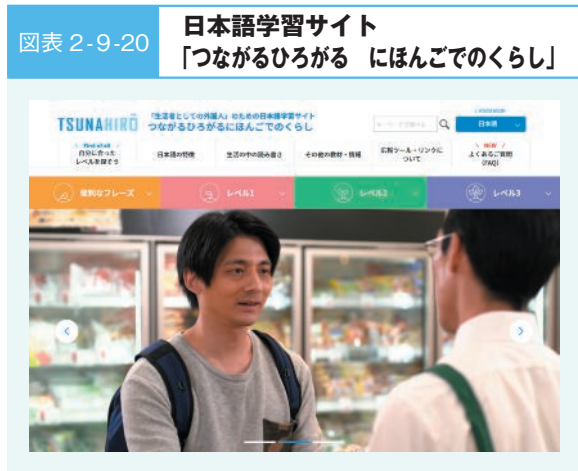 図表 2-9-20
日本語学習サイト
「つながるひろがる　にほんごでのくらし」
TSUNAHIRO
「生活者としての外国人」のための日本語学習サイト
つながるひろがるにほんごでのくらし
日本語
自分に合った
レベルを探そう
日本語の特徴
生活の中の読み書き
その他の教材・情報
広報ツール・リンクに
ついて
NEW
よくあるご質問
(FAQ)
便利なフレーズ
レベル1
レベル2
レベル3